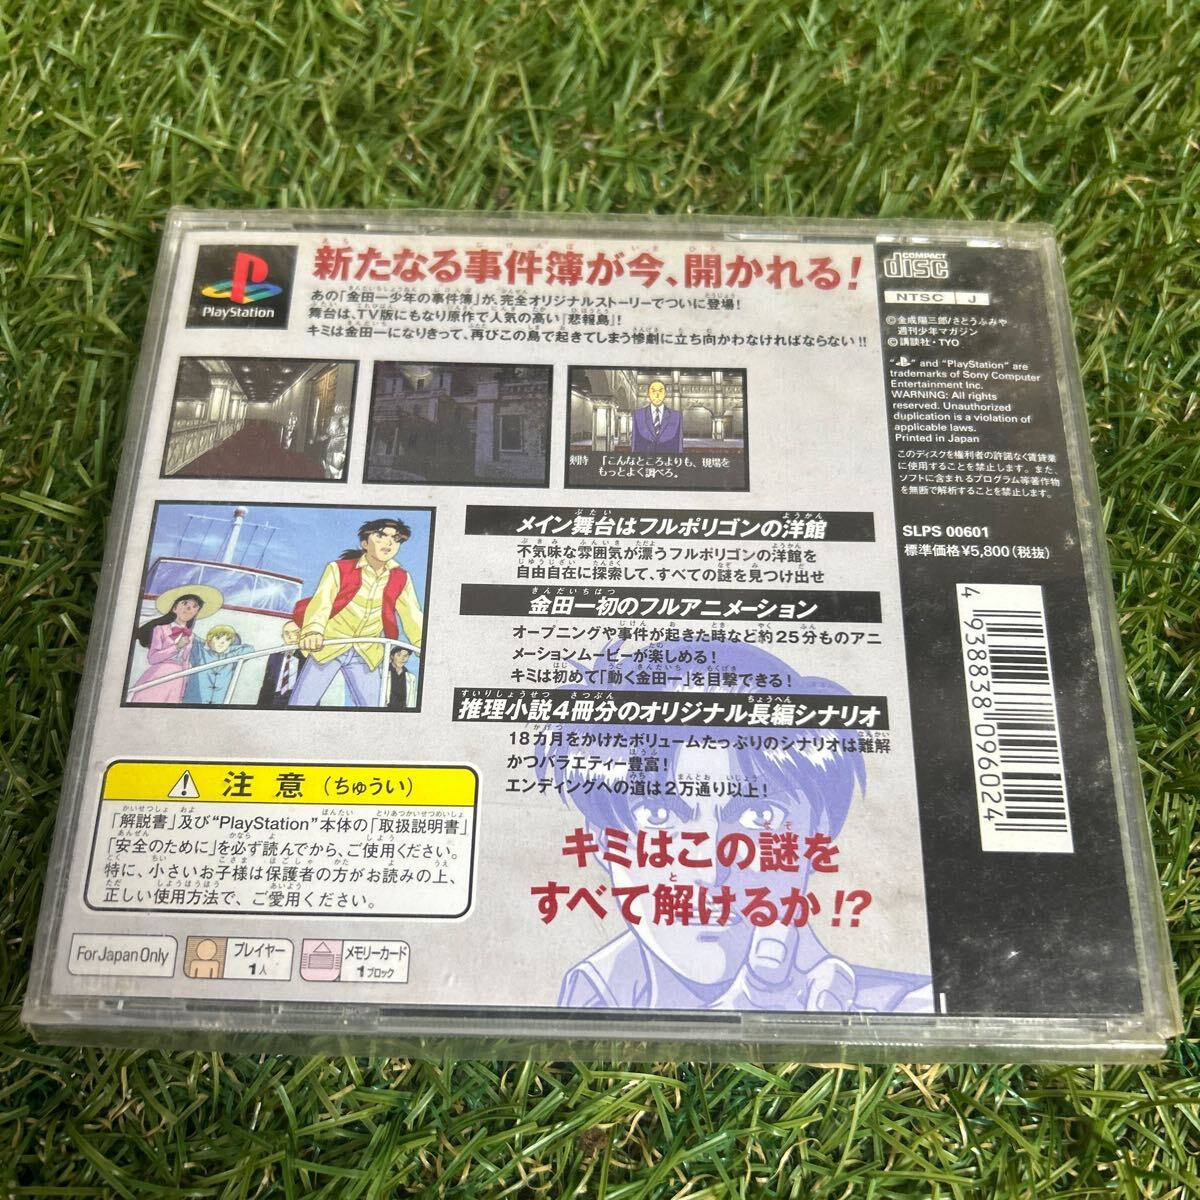 新たなる事件簿が今、開かれる!
あの「金田一少年の事件簿」が、完全オリジナルストーリーでついに登場!
舞台は、TV版にもなり原作で人気の高い『悲報島』!
キミは金田一になりきって、再びこの島で起きてしまう惨劇に立ち向かわなければならない!!
PlayStation
剣持 「こんなところよりも、現場を
もっとよく調べろ。
メイン舞台はフルポリゴンの洋館
不気味な雰囲気が漂うフルポリゴンの洋館を
自由自在に探索して、すべての謎を見つけ出せ
金田一初のフルアニメーション
オープニングや事件が起きた時など約25分ものアニ
メーションムービーが楽しめる!
キミは初めて「動く金田一」を目撃できる!
推理小説4冊分のオリジナル長編シナリオ
18カ月をかけたボリュームたっぷりのシナリオは難解
かつバラエティー豊富!
エンディングへの道は2万通り以上!
キミはこの謎を
すべて解けるか!?
注意(ちゅうい)
「解説書」及び"PlayStation"本体の「取扱説明書」
「安全のために」を必ず読んでから、ご使用ください。
特に、小さいお子様は保護者の方がお読みの上、
正しい使用方法で、ご愛用ください。
For Japan Only
プレイヤー
1人
メモリーカード
1ブロック
COMPACT
disc
NTSC J
©金成陽三郎/さとうふみや
週刊少年マガジン
©講談社・TYO
" " and "PlayStation" are
trademarks of Sony Computer
Entertainment Inc.
WARNING: All rights
reserved. Unauthorized
duplication is a violation of
applicable laws.
Printed in Japan
このディスクを権利者の許諾なく賃貸業
に使用することを禁止します。また、
ソフトに含まれるプログラム等著作物
を無断で解析することを禁止します。
SLPS 00601
標準価格¥5,800(税抜)
4 938838 096024